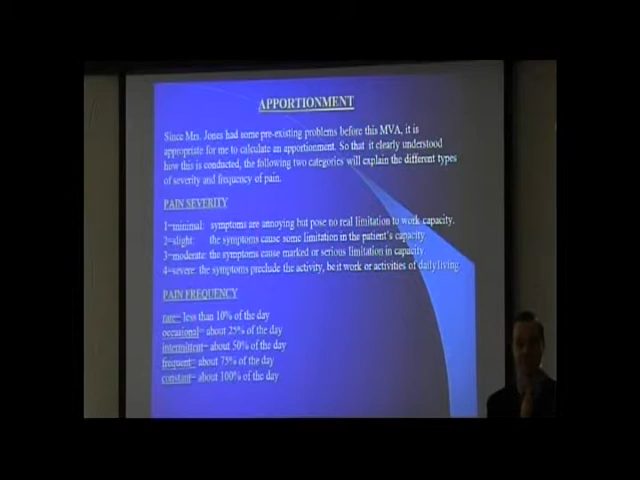 APPORTIONMENT
Since Mrs. Jones had some pre-existing problems before this MVA, it is
appropriate for me to calculate an apportionment. So that it clearly understood
how this is conducted, the following two categories will explain the different types
of severity and frequency of pain.
PAIN SEVERITY
1=minimal: symptoms are annoying but pose no real limitation to work capacity.
2=slight: the symptoms cause some limitation in the patient's capacity.
3=moderate: the symptoms cause marked or serious limitation in capacity.
4=severe: the symptoms preclude the activity, be it work or activities of daily living.
PAIN FREQUENCY
rare= less than 10% of the day
occasional= about 25% of the day
intermittent= about 50% of the day
frequent= about 75% of the day
constant= about 100% of the day